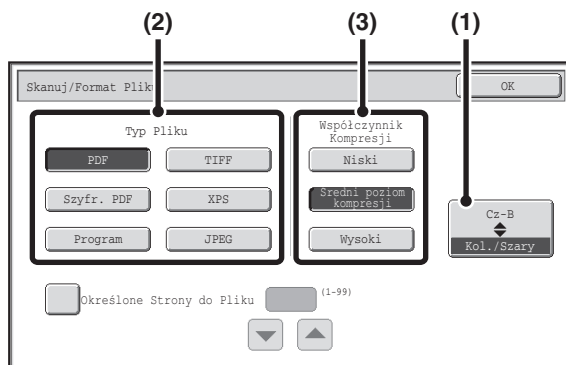 (2) (3) (1)
Skanuj/Format Pliku
OK
Typ Pliku
Współczynnik
Kompresji
PDF TIFF Niski
Szyfr. PDF XPS Średni poziom
kompresji
Cz-B
Kol./Szary
Program JPEG Wysoki
Określone Strony do Pliku (1-99)